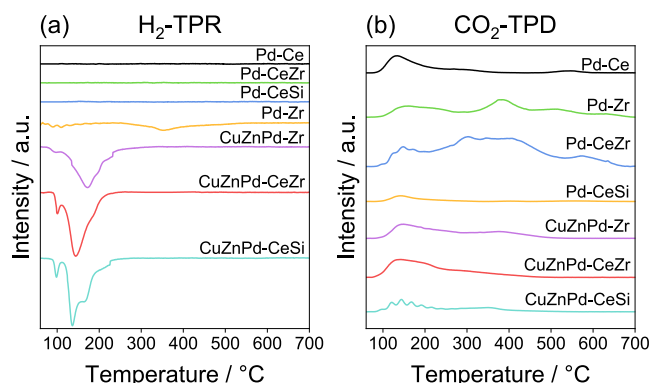 (a) H₂-TPR
Intensity / a.u.
Pd-Ce
Pd-CeZr
Pd-CeSi
Pd-Zr
CuZnPd-Zr
CuZnPd-CeZr
CuZnPd-CeSi
100 200 300 400 500 600 700
Temperature / °C
(b) CO₂-TPD
Intensity / a.u.
Pd-Ce
Pd-Zr
Pd-CeZr
Pd-CeSi
CuZnPd-Zr
CuZnPd-CeZr
CuZnPd-CeSi
100 200 300 400 500 600 700
Temperature / °C